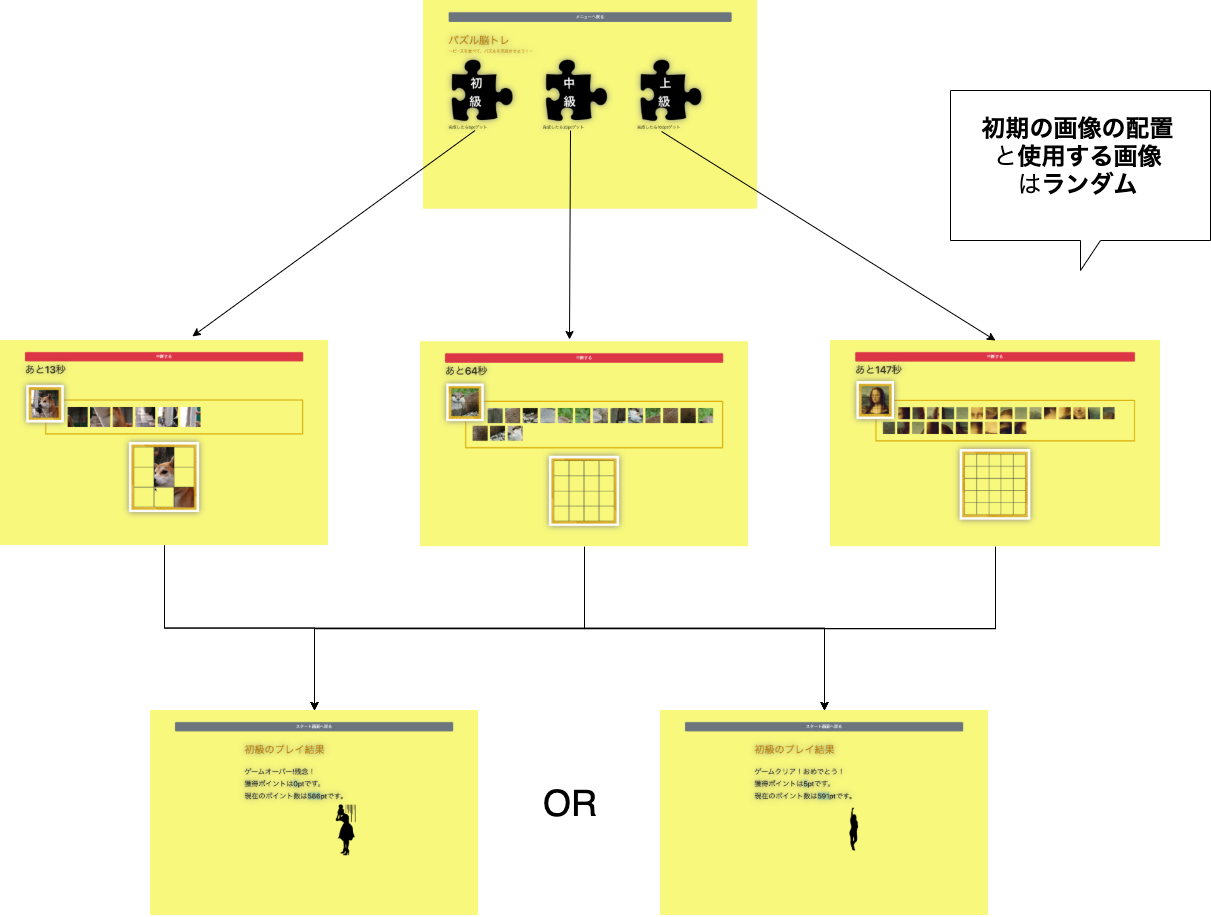 メニューへ戻る
パズル脳トレ
初
級
中
級
上
級
初期の画像の配置
と使用する画像
はランダム
中断する
あと13秒
中断する
あと64秒
中断する
あと147秒
スタート画面へ戻る
初級のプレイ結果
ゲームオーバー!残念！
獲得ポイントは0ptです。
現在のポイント数は566ptです。
OR
スタート画面へ戻る
初級のプレイ結果
ゲームクリア！おめでとう！
獲得ポイントは5ptです。
現在のポイント数は591ptです。